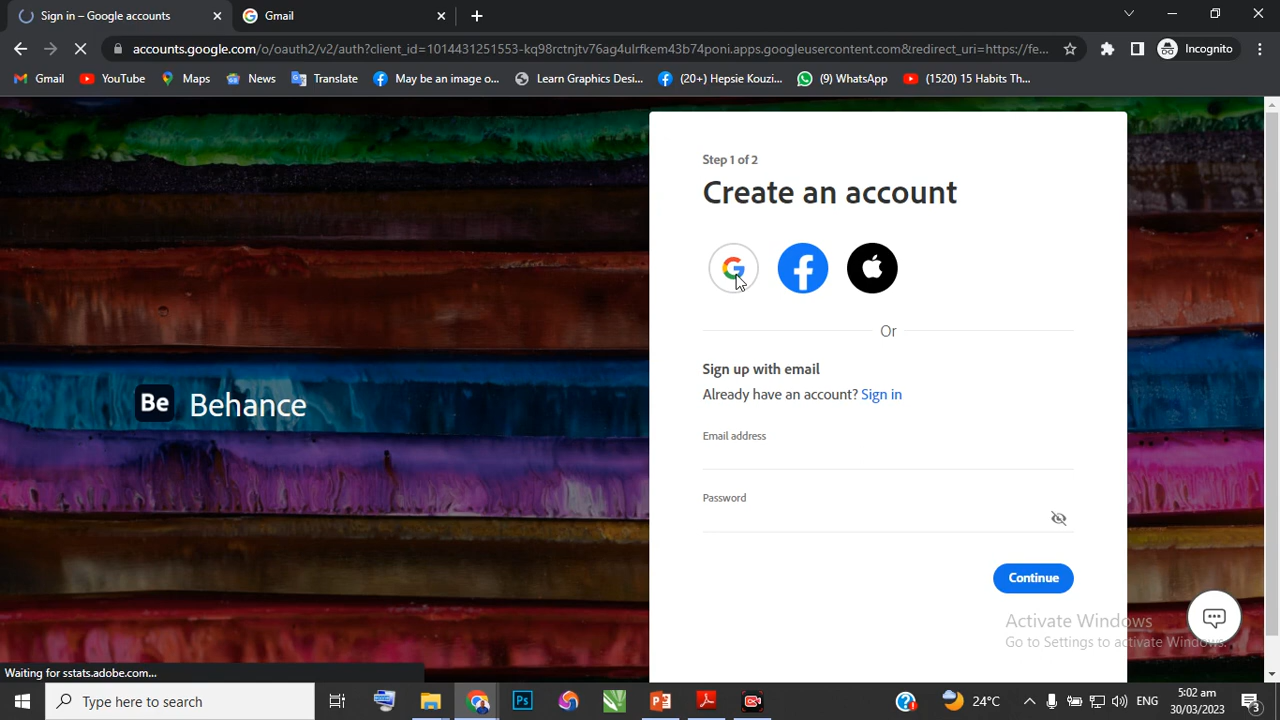 Sign in – Google accounts
Gmail
accounts.google.com/o/oauth2/v2/auth?client_id=1014431251553-kq98rctnjtv76ag4ulrfkem43b74poni.apps.googleusercontent.com&redirect_uri=https://fe...
Incognito
Gmail
YouTube
Maps
News
Translate
May be an image o...
Learn Graphics Desi...
(20+) Hepsie Kouzi...
(9) WhatsApp
(1520) 15 Habits Th...
Step 1 of 2
Create an account
Or
Sign up with email
Already have an account? Sign in
Email address
Password
Continue
Be Behance
Activate Windows
Go to Settings to activate Windows.
Waiting for sstats.adobe.com...
Type here to search
Ps
24°C
ENG
5:02 am
30/03/2023
3